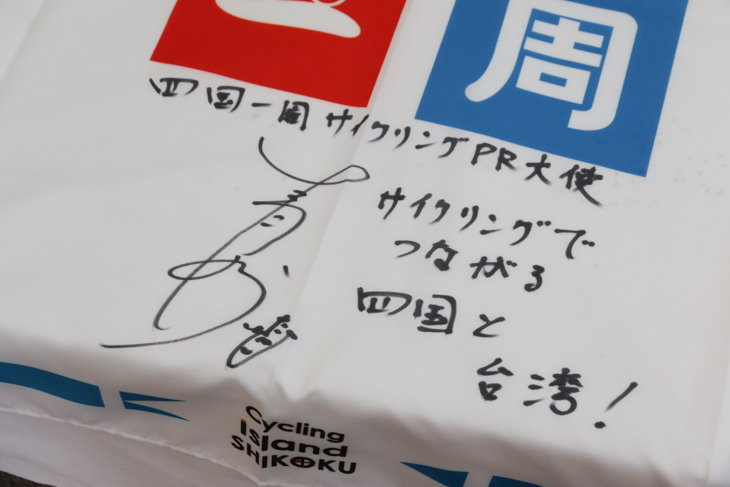 周
四国一周サイクリングPR大使
サイクリングで
つながる
四国と
台湾!
Cycling
Island
SHIKOKU